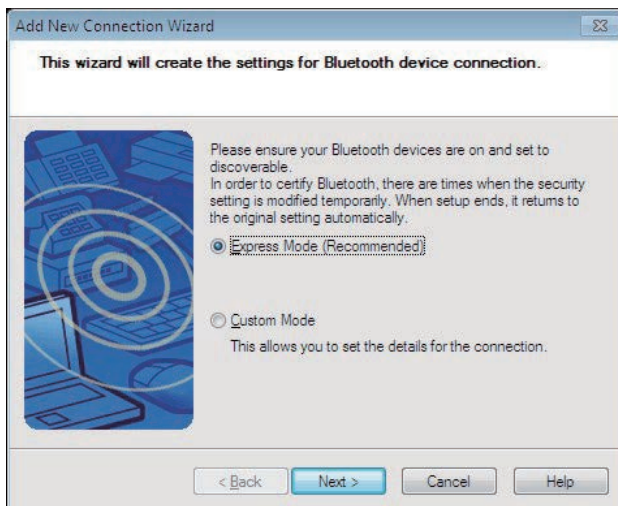 Add New Connection Wizard
This wizard will create the settings for Bluetooth device connection.
Please ensure your Bluetooth devices are on and set to
discoverable.
In order to certify Bluetooth, there are times when the security
setting is modified temporarily. When setup ends, it returns to
the original setting automatically.
Express Mode (Recommended)
Custom Mode
This allows you to set the details for the connection.
< Back
Next >
Cancel
Help